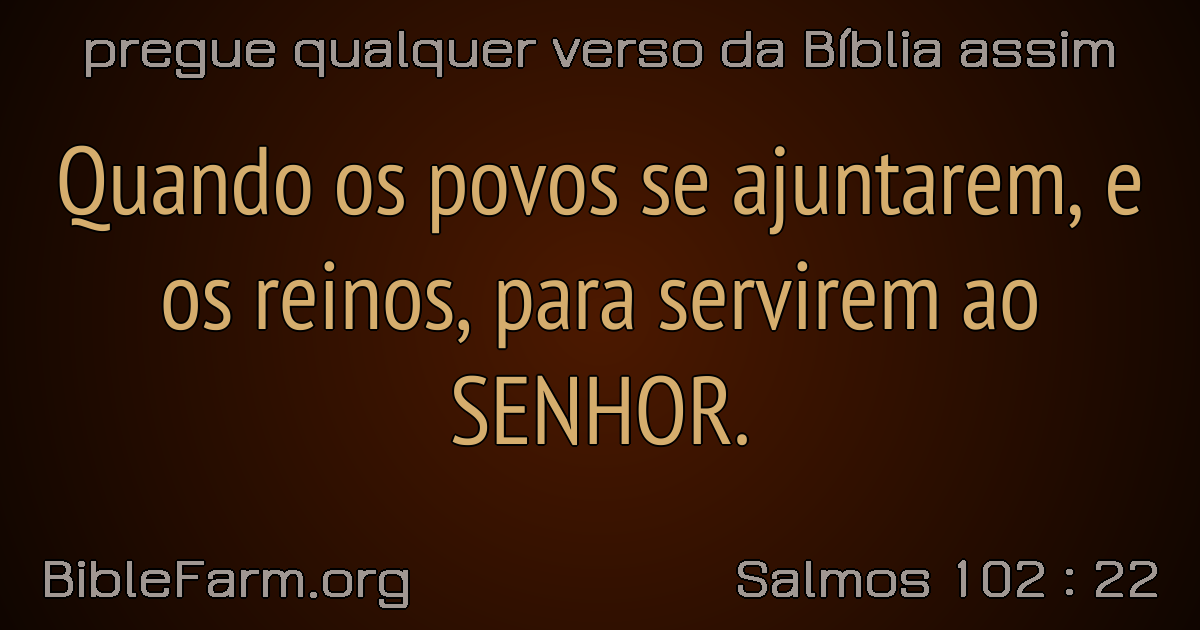 pregue qualquer verso da Bíblia assim
Quando os povos se ajuntarem, e
os reinos, para servirem ao
SENHOR.
BibleFarm.org
Salmos 102 : 22